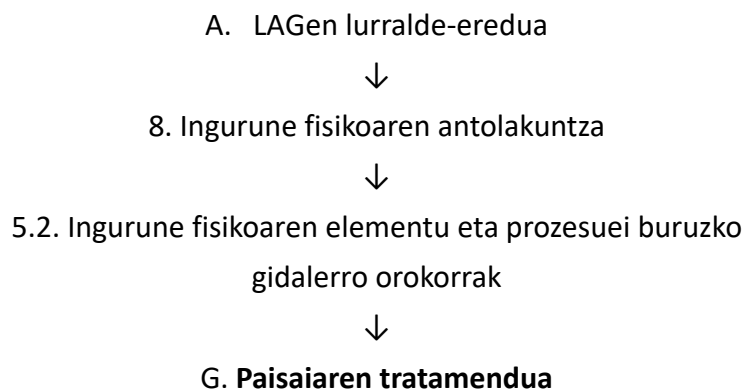 A. LAGen lurralde-eredua
↓
8. Ingurune fisikoaren antolakuntza
↓
5.2. Ingurune fisikoaren elementu eta prozesuei buruzko
gidalerro orokorrak
↓
G. Paisaiaren tratamendua